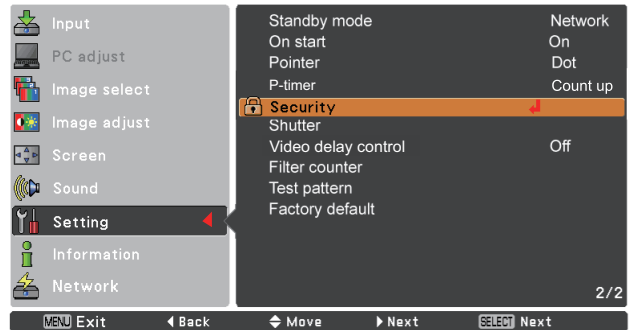 Input
PC adjust
Image select
Image adjust
Screen
Sound
Setting
Information
Network
Standby mode Network
On start On
Pointer Dot
P-timer Count up
Security
Shutter
Video delay control Off
Filter counter
Test pattern
Factory default
2/2
MENU Exit Back Move Next SELECT Next